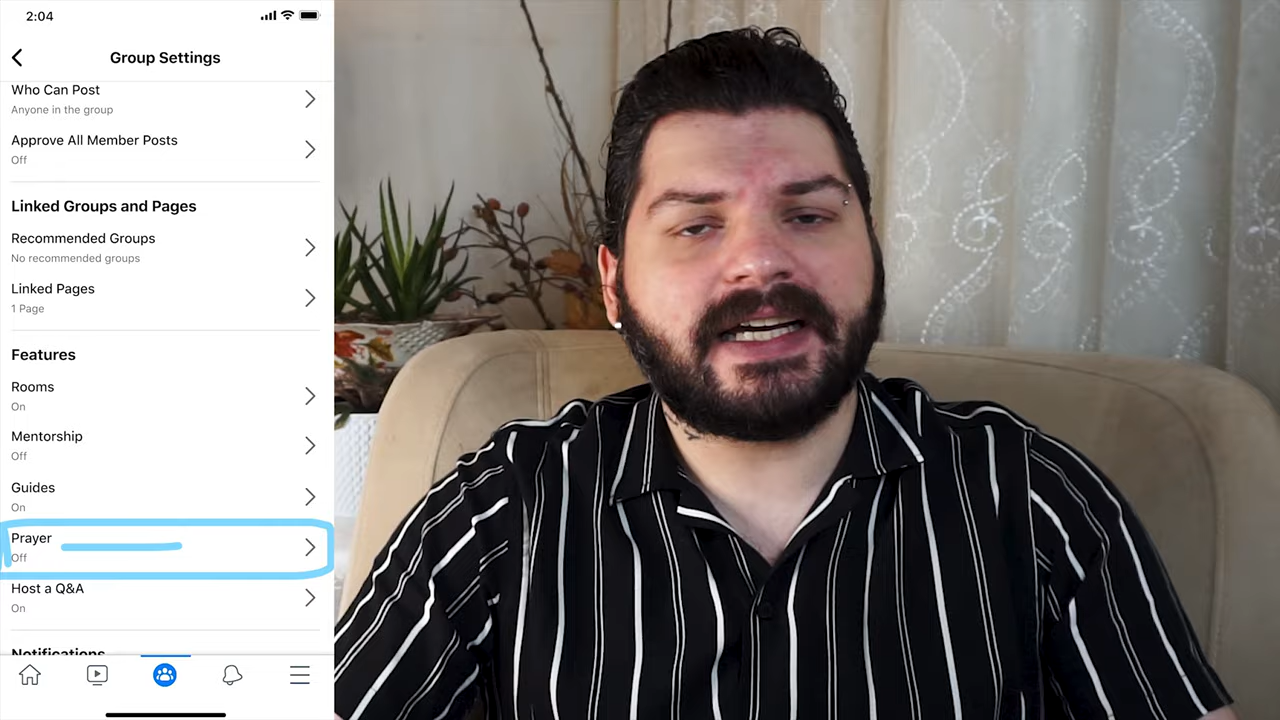 2:04
Group Settings
Who Can Post
Anyone in the group
Approve All Member Posts
Off
Linked Groups and Pages
Recommended Groups
No recommended groups
Linked Pages
1 Page
Features
Rooms
On
Mentorship
Off
Guides
On
Prayer
Off
Host a Q&A
On
Notifications